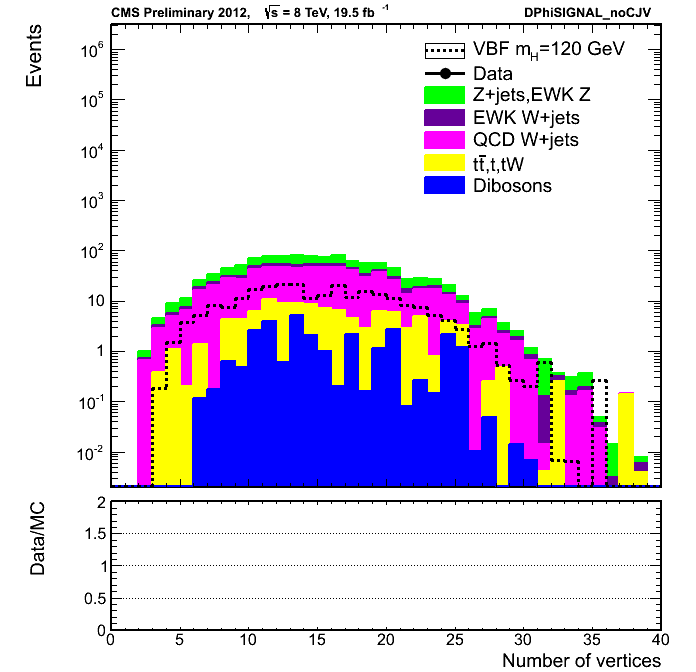 CMS Preliminary 2012, √s = 8 TeV, 19.5 fb⁻¹ DPhiSIGNAL_noCJV
Events
10⁶
10⁵
10⁴
10³
10²
10
1
10⁻¹
10⁻²
VBF m_H=120 GeV
Data
Z+jets,EWK Z
EWK W+jets
QCD W+jets
tt̄,t,tW
Dibosons
Data/MC
2
1.5
1
0.5
0
0 5 10 15 20 25 30 35 40
Number of vertices